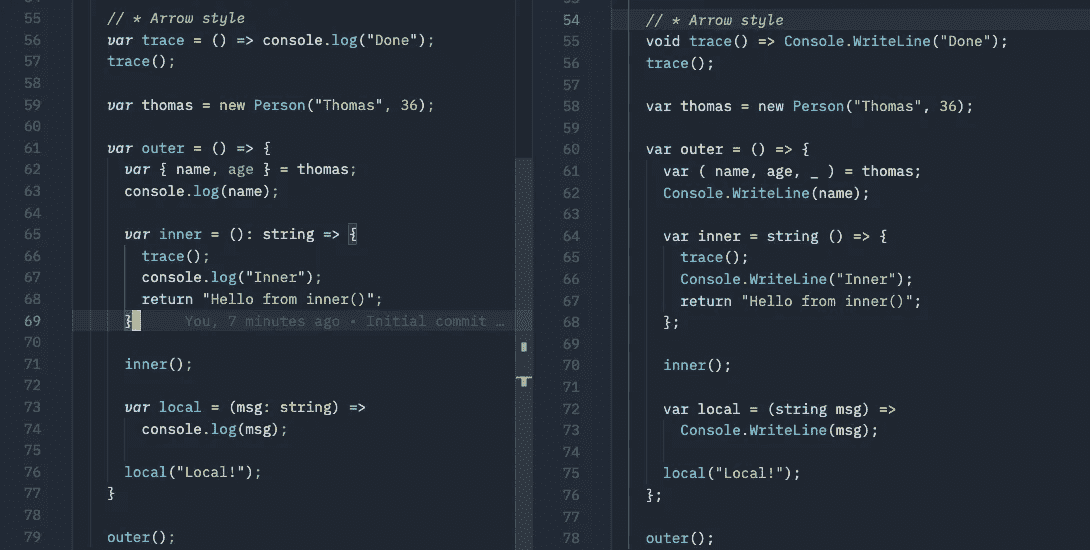 55 // * Arrow style
56 var trace = () => console.log("Done");
57 trace();
58
59 var thomas = new Person("Thomas", 36);
60
61 var outer = () => {
62 var { name, age } = thomas;
63 console.log(name);
64
65 var inner = (): string => {
66 trace();
67 console.log("Inner");
68 return "Hello from inner()";
69 } You, 7 minutes ago • Initial commit …
70
71 inner();
72
73 var local = (msg: string) =>
74 console.log(msg);
75
76 local("Local!");
77 }
78
79 outer();
54 // * Arrow style
55 void trace() => Console.WriteLine("Done");
56 trace();
57
58 var thomas = new Person("Thomas", 36);
59
60 var outer = () => {
61 var ( name, age, _ ) = thomas;
62 Console.WriteLine(name);
63
64 var inner = string () => {
65 trace();
66 Console.WriteLine("Inner");
67 return "Hello from inner()";
68 };
69
70 inner();
71
72 var local = (string msg) =>
73 Console.WriteLine(msg);
74
75 local("Local!");
76 };
77
78 outer();